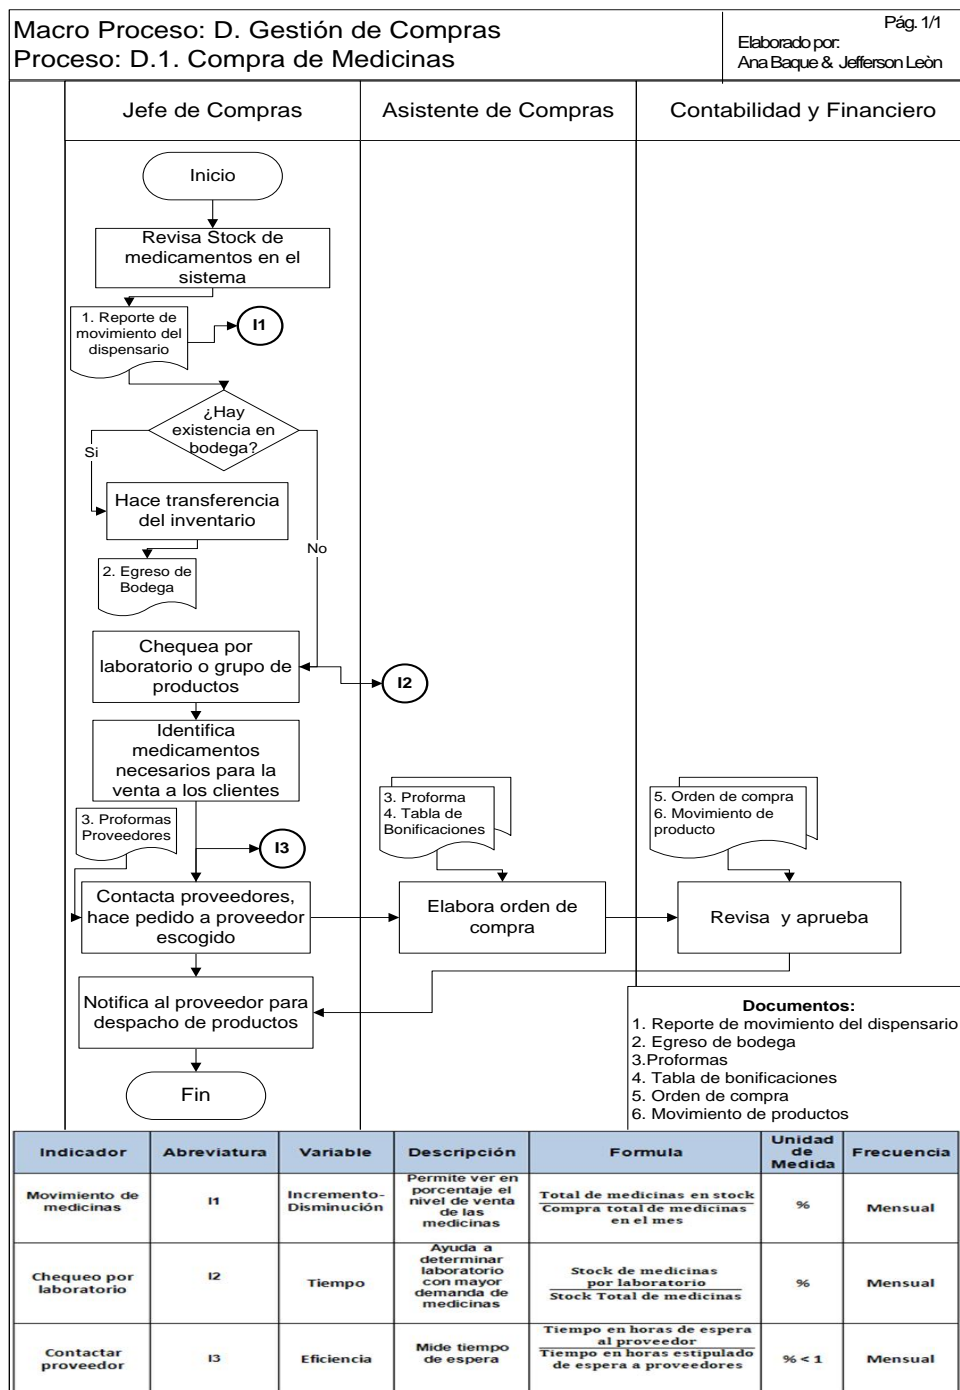 Macro Proceso: D. Gestión de Compras
Proceso: D.1. Compra de Medicinas
Pág. 1/1
Elaborado por:
Ana Baque & Jefferson Leòn
Jefe de Compras
Asistente de Compras
Contabilidad y Financiero
Inicio
Revisa Stock de
medicamentos en el
sistema
1. Reporte de
movimiento del
dispensario
I1
¿Hay
existencia en
bodega?
Si
Hace transferencia
del inventario
No
2. Egreso de
Bodega
Chequea por
laboratorio o grupo de
productos
I2
Identifica
medicamentos
necesarios para la
venta a los clientes
3. Proformas
Proveedores
I3
3. Proforma
4. Tabla de
Bonificaciones
5. Orden de compra
6. Movimiento de
producto
Contacta proveedores,
hace pedido a proveedor
escogido
Elabora orden de
compra
Revisa y aprueba
Notifica al proveedor para
despacho de productos
Fin
Documentos:
1. Reporte de movimiento del dispensario
2. Egreso de bodega
3.Proformas
4. Tabla de bonificaciones
5. Orden de compra
6. Movimiento de productos
Indicador
Abreviatura
Variable
Descripción
Formula
Unidad
de
Medida
Frecuencia
Movimiento de
medicinas
I1
Incremento-
Disminución
Permite ver en
porcentaje el
nivel de venta
de las
medicinas
Total de medicinas en stock
Compra total de medicinas
en el mes
%
Mensual
Chequeo por
laboratorio
I2
Tiempo
Ayuda a
determinar
laboratorio
con mayor
demanda de
medicinas
Stock de medicinas
por laboratorio
Stock Total de medicinas
%
Mensual
Contactar
proveedor
I3
Eficiencia
Mide tiempo
de espera
Tiempo en horas de espera
al proveedor
Tiempo en horas estipulado
de espera a proveedores
% < 1
Mensual